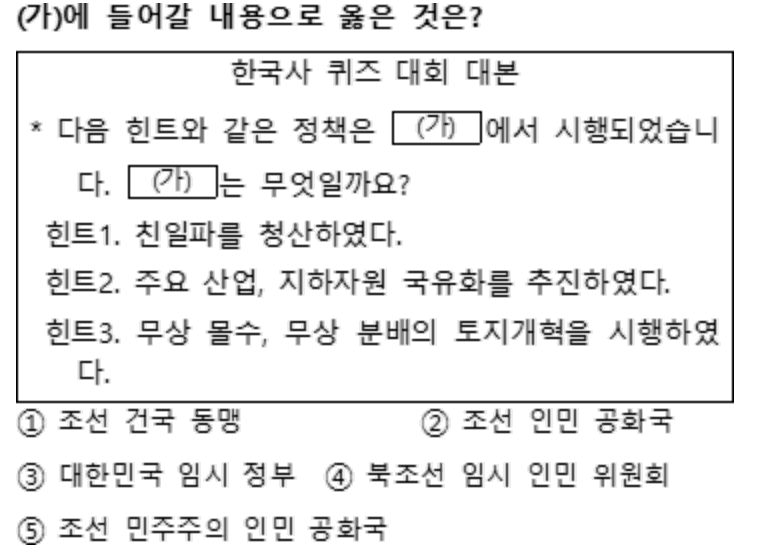 (가)에 들어갈 내용으로 옳은 것은?
한국사 퀴즈 대회 대본
* 다음 힌트와 같은 정책은 (가) 에서 시행되었습니
다. (가) 는 무엇일까요?
힌트1. 친일파를 청산하였다.
힌트2. 주요 산업, 지하자원 국유화를 추진하였다.
힌트3. 무상 몰수, 무상 분배의 토지개혁을 시행하였
다.
① 조선 건국 동맹 ② 조선 인민 공화국
③ 대한민국 임시 정부 ④ 북조선 임시 인민 위원회
⑤ 조선 민주주의 인민 공화국